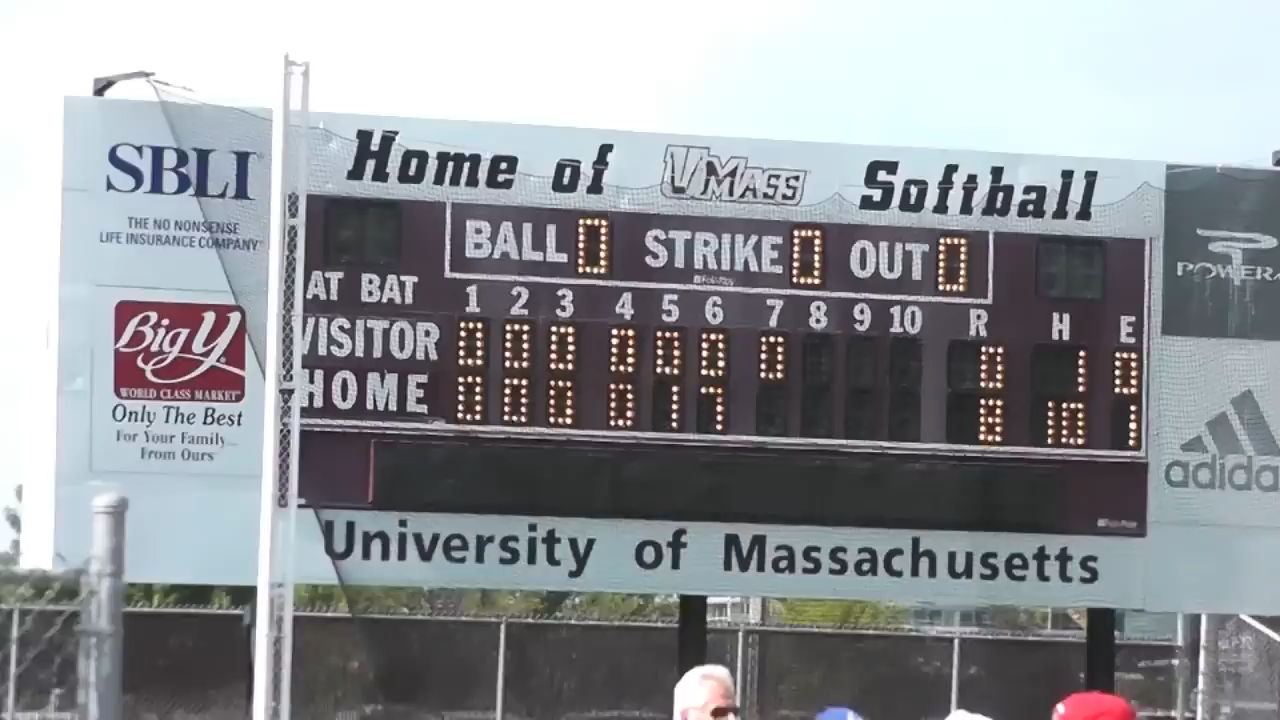 SBLI
THE NO NONSENSE
LIFE INSURANCE COMPANY
Home of UMASS Softball
BALL 0 STRIKE 0 OUT 0
AT BAT
1 2 3 4 5 6 7 8 9 10 R H E
VISITOR 0 0 0 0 0 0 0 0 1 0
HOME 0 0 0 0 1 7 8 10 1
Big Y
WORLD CLASS MARKET
Only The Best
For Your Family
From Ours
University of Massachusetts
POWER
adidas